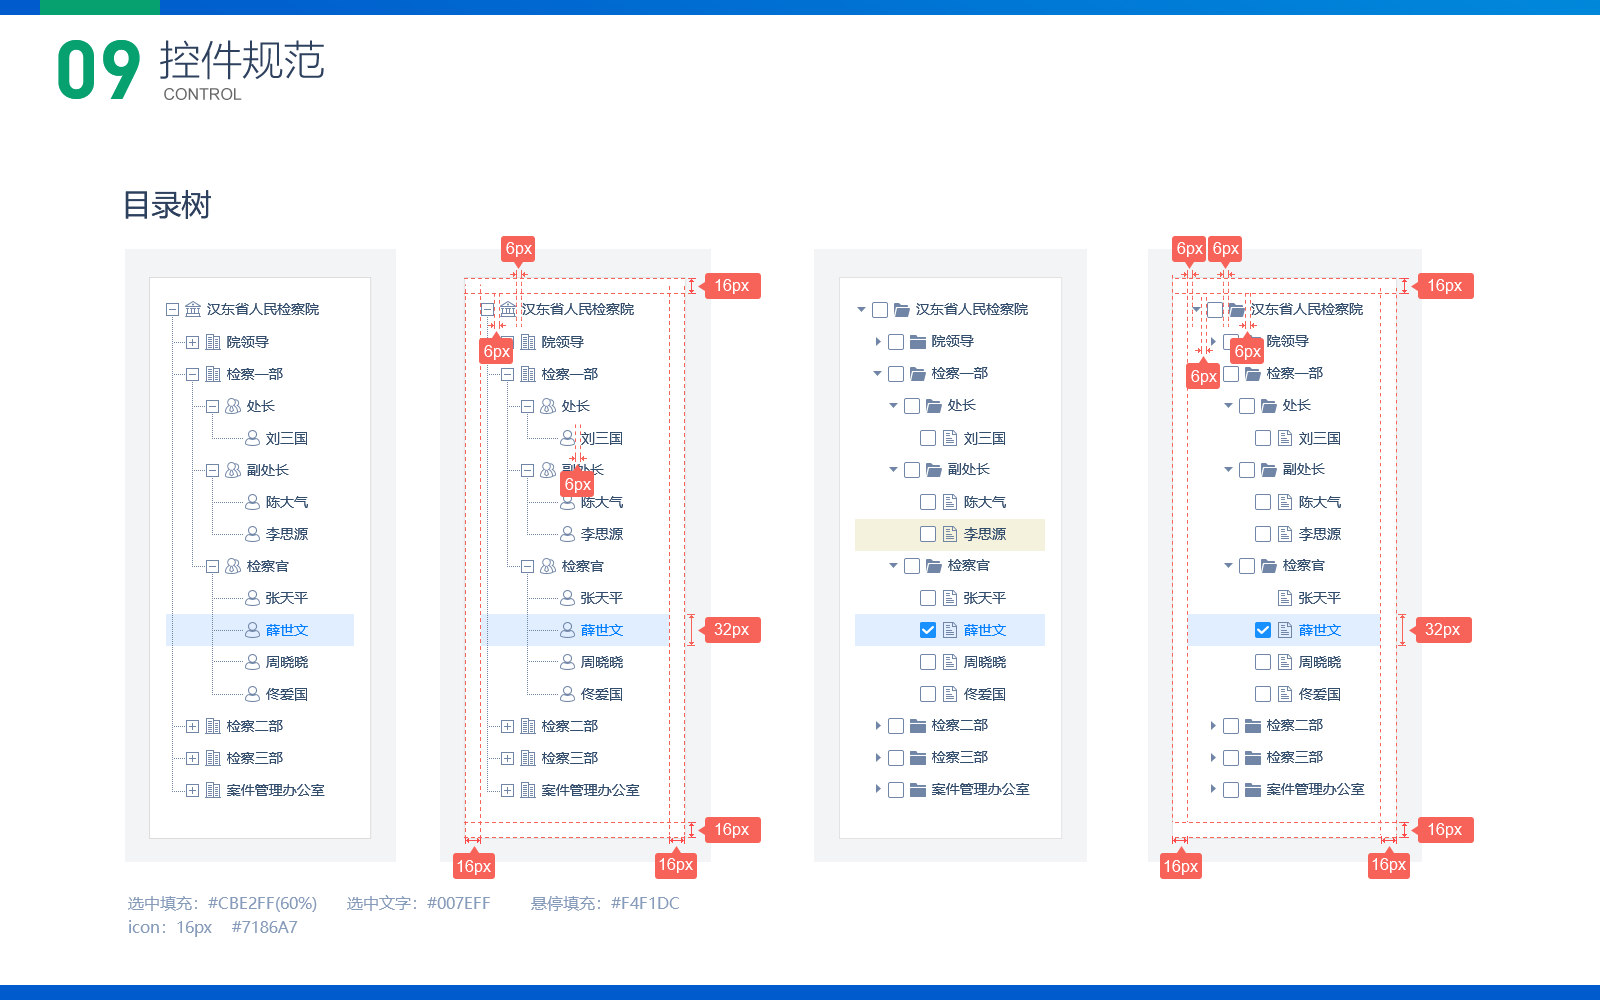 09 控件规范
CONTROL
目录树
汉东省人民检察院
院领导
检察一部
处长
刘三国
副处长
陈大气
李思源
检察官
张天平
薛世文
周晓晓
佟爱国
检察二部
检察三部
案件管理办公室
6px
16px
汉东省人民检察院
院领导
6px
检察一部
处长
刘三国
副处长
6px
陈大气
李思源
检察官
张天平
薛世文
32px
周晓晓
佟爱国
检察二部
检察三部
案件管理办公室
16px
16px
16px
汉东省人民检察院
院领导
检察一部
处长
刘三国
副处长
陈大气
李思源
检察官
张天平
薛世文
周晓晓
佟爱国
检察二部
检察三部
案件管理办公室
6px
6px
16px
汉东省人民检察院
院领导
6px
6px
检察一部
处长
刘三国
副处长
陈大气
李思源
检察官
张天平
薛世文
32px
周晓晓
佟爱国
检察二部
检察三部
案件管理办公室
16px
16px
16px
选中填充：#CBE2FF(60%) 选中文字：#007EFF 悬停填充：#F4F1DC
icon：16px #7186A7